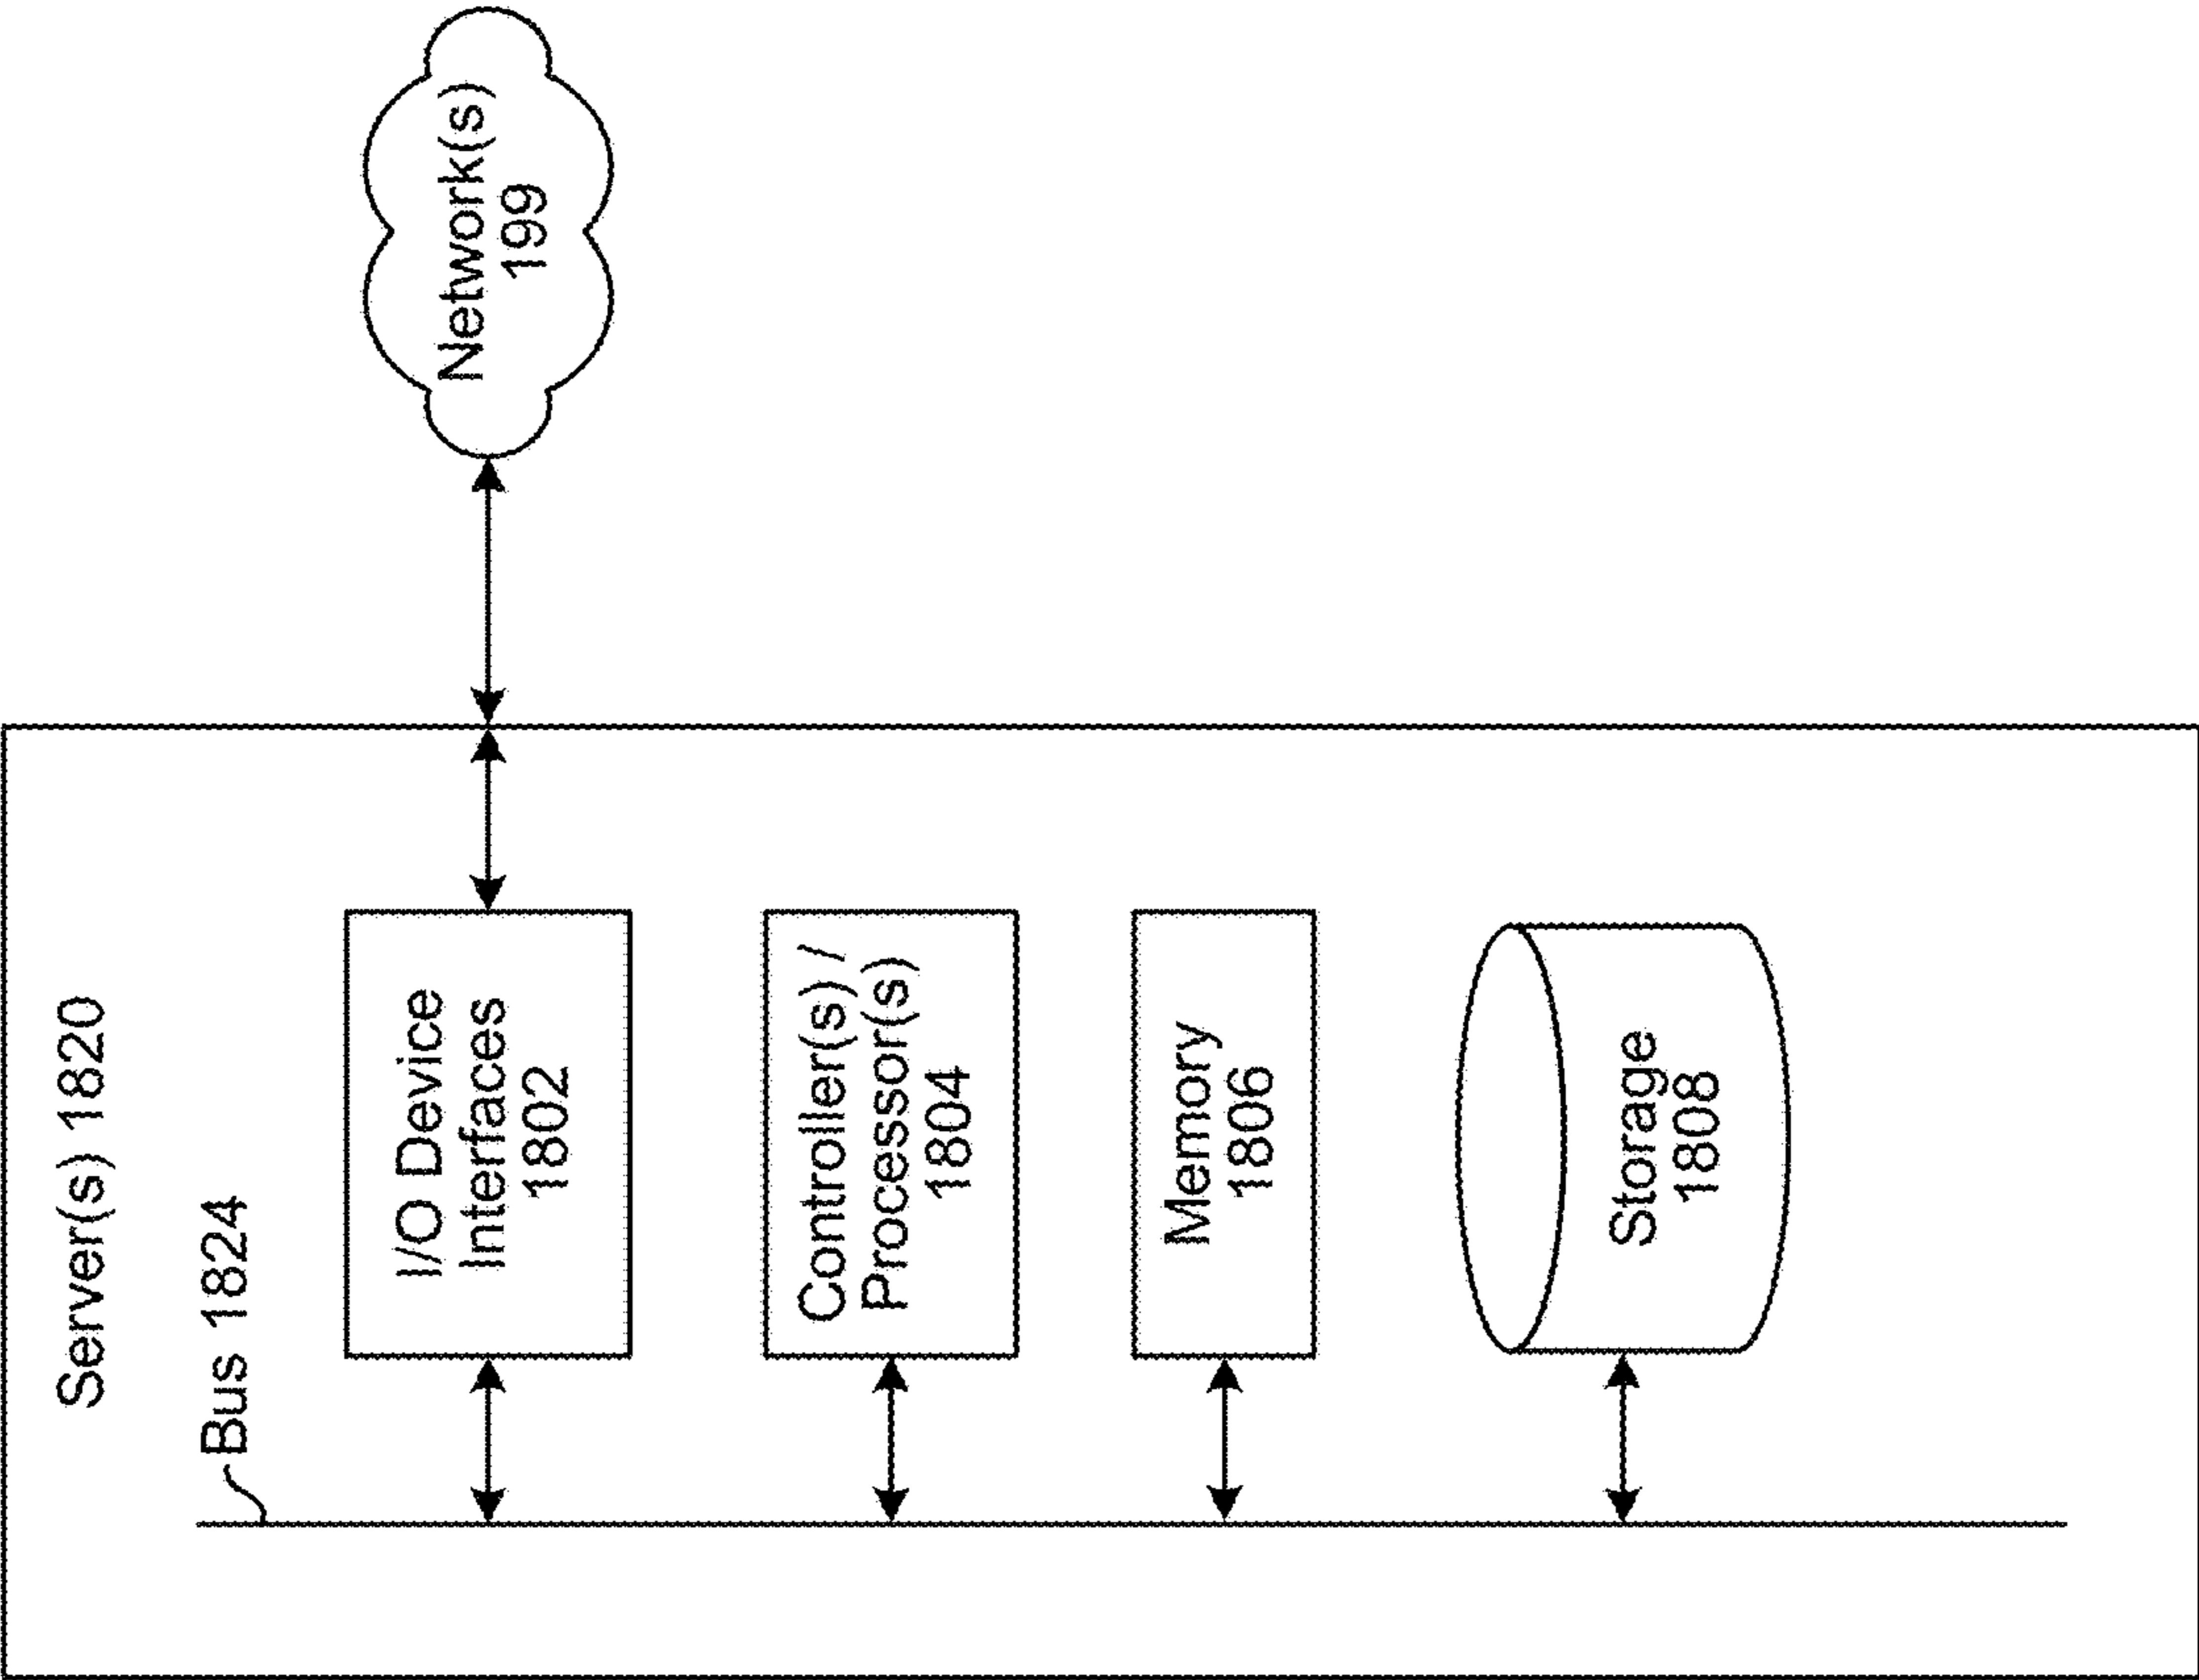 Server(s) 1820
Bus 1824
I/O Device
Interfaces
1802
Network(s)
199
Controller(s) /
Processor(s)
1804
Memory
1806
Storage
1808